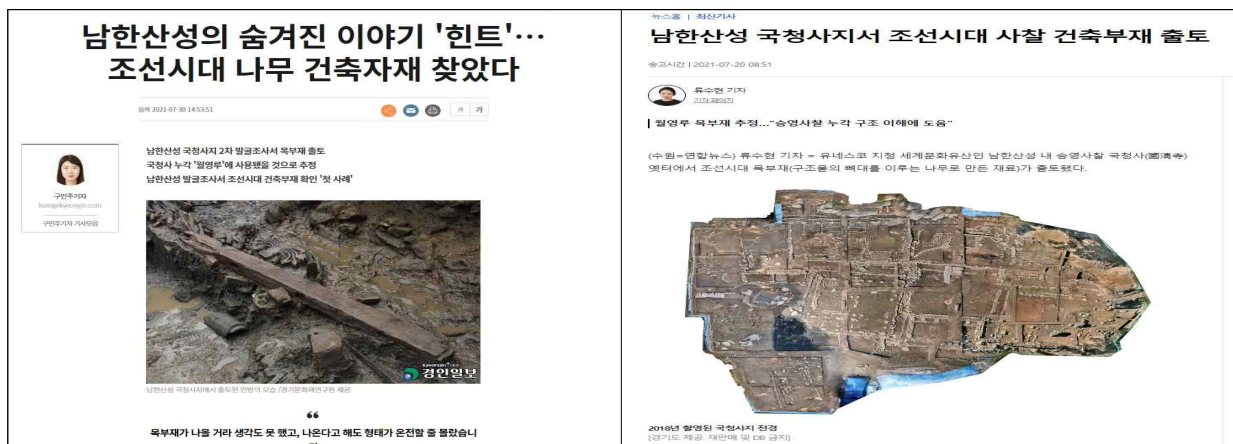 남한산성의 숨겨진 이야기 '힌트'…
조선시대 나무 건축자재 찾았다
입력 2021-07-30 14:53:51
가 가
구민주기자
구민주기자 기사모음
남한산성 국청사지 2차 발굴조사서 목부재 출토
국청사 누각 '월영루'에 사용됐을 것으로 추정
남한산성 발굴조사서 조선시대 건축부재 확인 '첫 사례'
경인일보
남한산성 국청사지에서 출토된 인방의 모습 /경기문화재연구원 제공
“
목부재가 나올 거라 생각도 못 했고, 나온다고 해도 형태가 온전할 줄 몰랐습니
뉴스홈 | 최신기사
남한산성 국청사지서 조선시대 사찰 건축부재 출토
송고시간 | 2021-07-20 08:51
류수현 기자
기자 페이지
월영루 목부재 추정..."승영사찰 누각 구조 이해에 도움"
(수원=연합뉴스) 류수현 기자 = 유네스코 지정 세계문화유산인 남한산성 내 승영사찰 국청사(國淸寺)
옛터에서 조선시대 목부재(구조물의 뼈대를 이루는 나무로 만든 재료)가 출토됐다.
2018년 촬영된 국청사지 전경
[경기도 제공. 재판매 및 DB 금지]